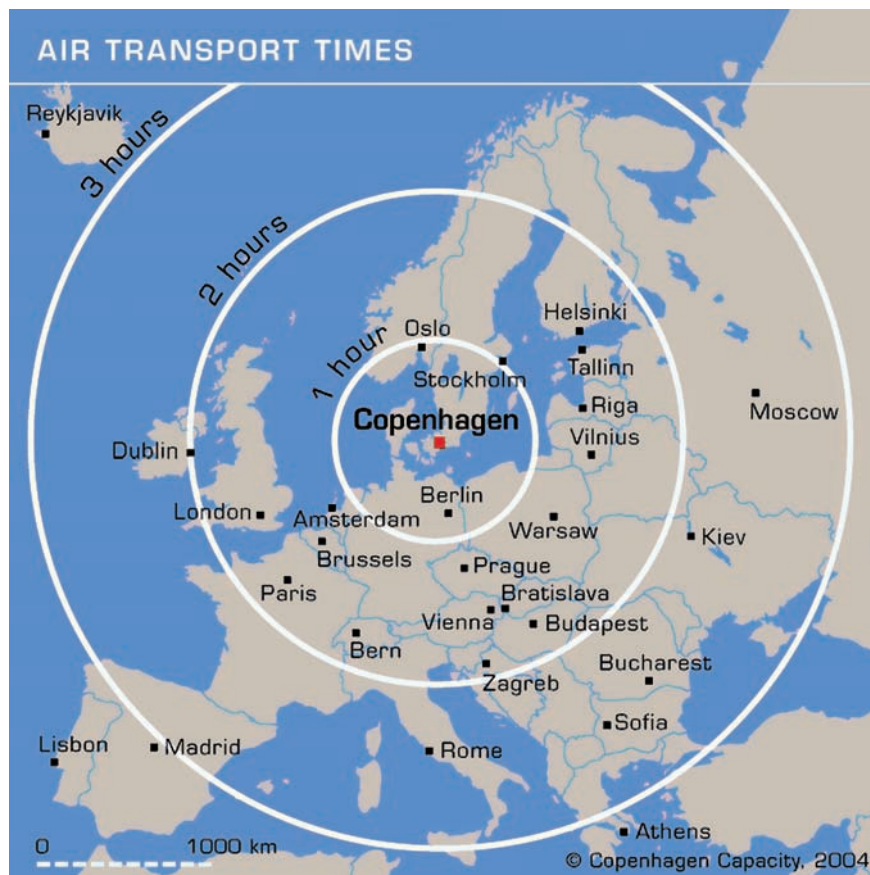 AIR TRANSPORT TIMES
Reykjavik
3 hours
2 hours
1 hour
Helsinki
Oslo
Tallinn
Stockholm
Moscow
Copenhagen
Riga
Vilnius
Dublin
Berlin
London
Amsterdam
Warsaw
Kiev
Brussels
Prague
Paris
Bratislava
Vienna
Budapest
Bern
Bucharest
Zagreb
Sofia
Lisbon
Madrid
Rome
Athens
0 1000 km
© Copenhagen Capacity, 2004